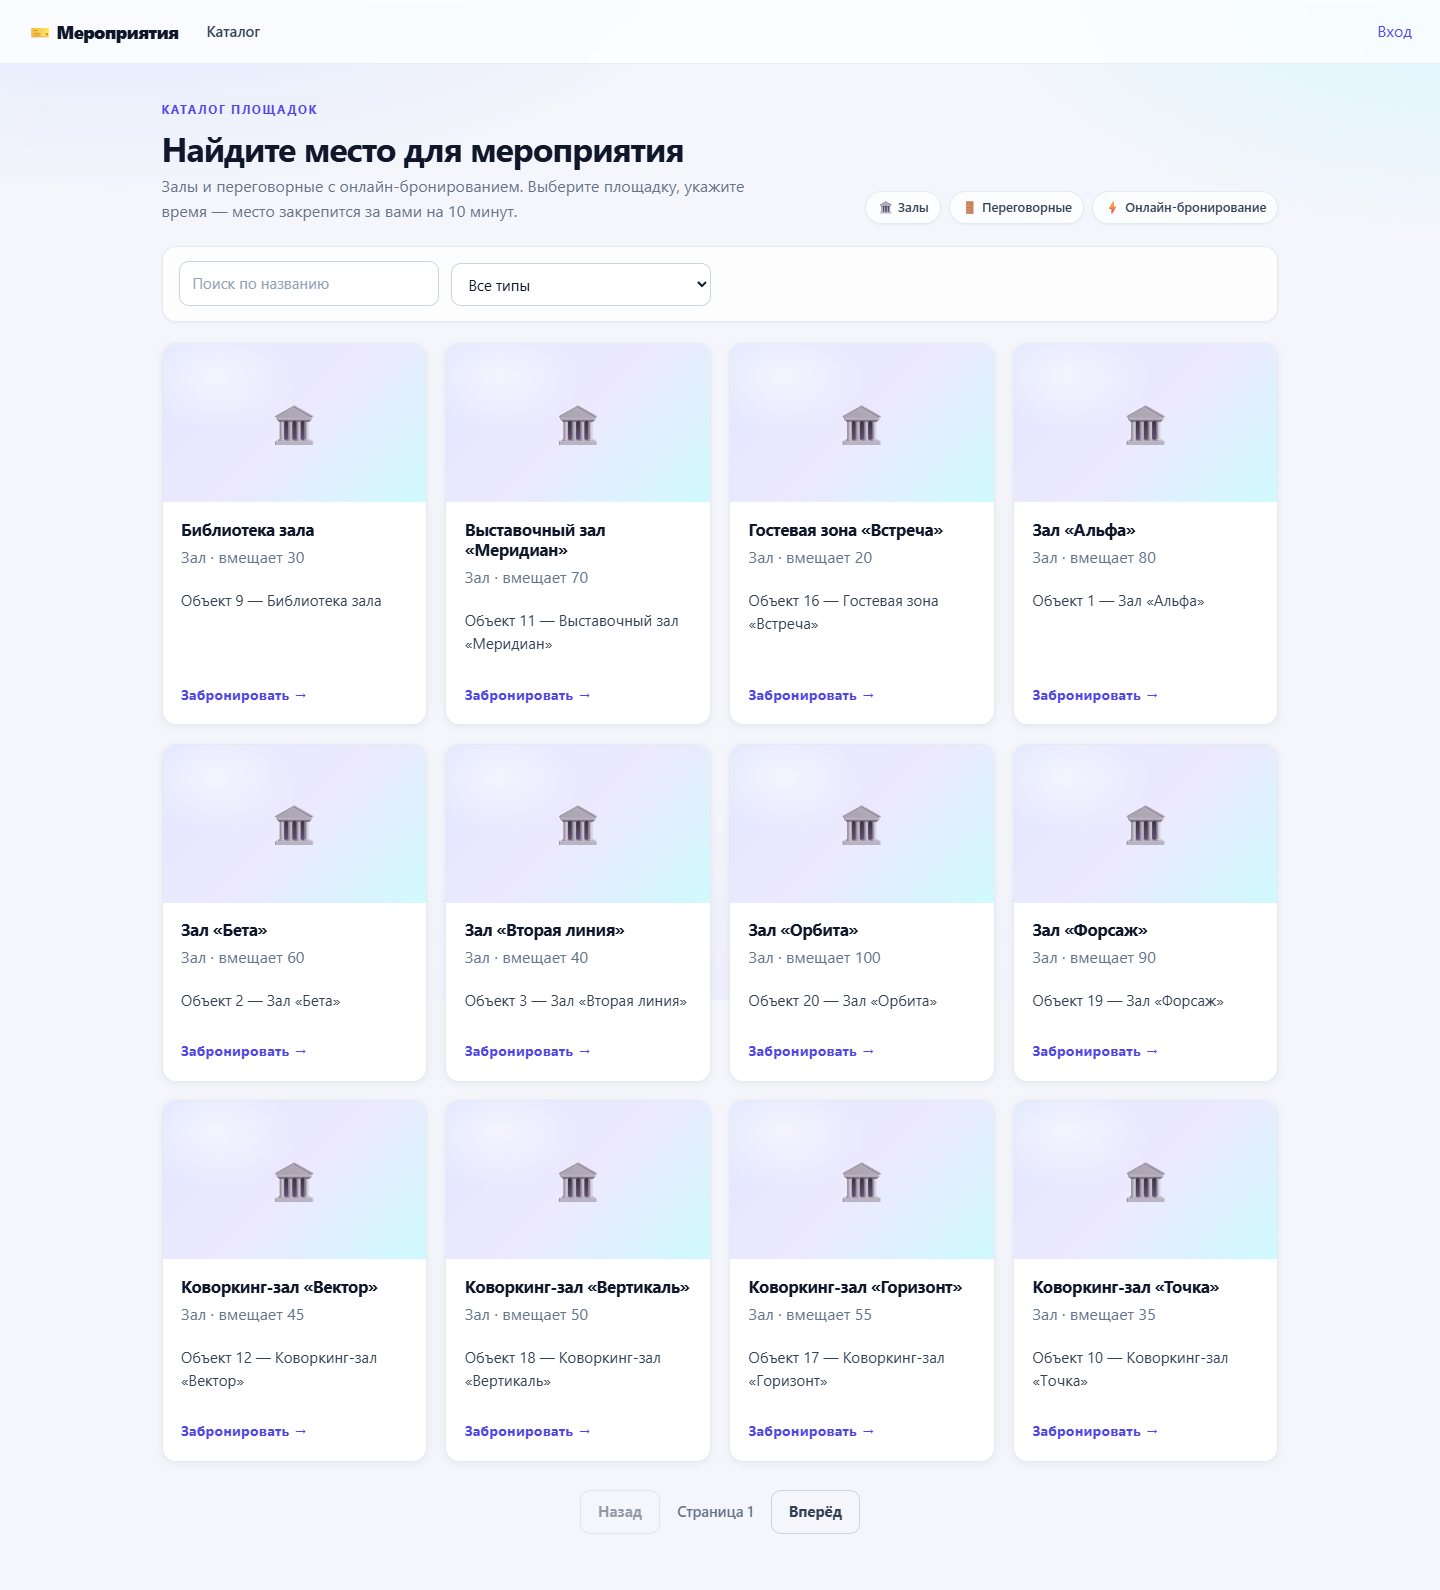 Мероприятия
Каталог
Вход
КАТАЛОГ ПЛОЩАДОК
Найдите место для мероприятия
Залы и переговорные с онлайн-бронированием. Выберите площадку, укажите
время — место закрепится за вами на 10 минут.
Залы
Переговорные
Онлайн-бронирование
Поиск по названию
Все типы
Библиотека зала
Зал · вмещает 30
Объект 9 — Библиотека зала
Забронировать →
Выставочный зал
«Меридиан»
Зал · вмещает 70
Объект 11 — Выставочный зал
«Меридиан»
Забронировать →
Гостевая зона «Встреча»
Зал · вмещает 20
Объект 16 — Гостевая зона
«Встреча»
Забронировать →
Зал «Альфа»
Зал · вмещает 80
Объект 1 — Зал «Альфа»
Забронировать →
Зал «Бета»
Зал · вмещает 60
Объект 2 — Зал «Бета»
Забронировать →
Зал «Вторая линия»
Зал · вмещает 40
Объект 3 — Зал «Вторая линия»
Забронировать →
Зал «Орбита»
Зал · вмещает 100
Объект 20 — Зал «Орбита»
Забронировать →
Зал «Форсаж»
Зал · вмещает 90
Объект 19 — Зал «Форсаж»
Забронировать →
Коворкинг-зал «Вектор»
Зал · вмещает 45
Объект 12 — Коворкинг-зал
«Вектор»
Забронировать →
Коворкинг-зал «Вертикаль»
Зал · вмещает 50
Объект 18 — Коворкинг-зал
«Вертикаль»
Забронировать →
Коворкинг-зал «Горизонт»
Зал · вмещает 55
Объект 17 — Коворкинг-зал
«Горизонт»
Забронировать →
Коворкинг-зал «Точка»
Зал · вмещает 35
Объект 10 — Коворкинг-зал
«Точка»
Забронировать →
Назад
Страница 1
Вперёд